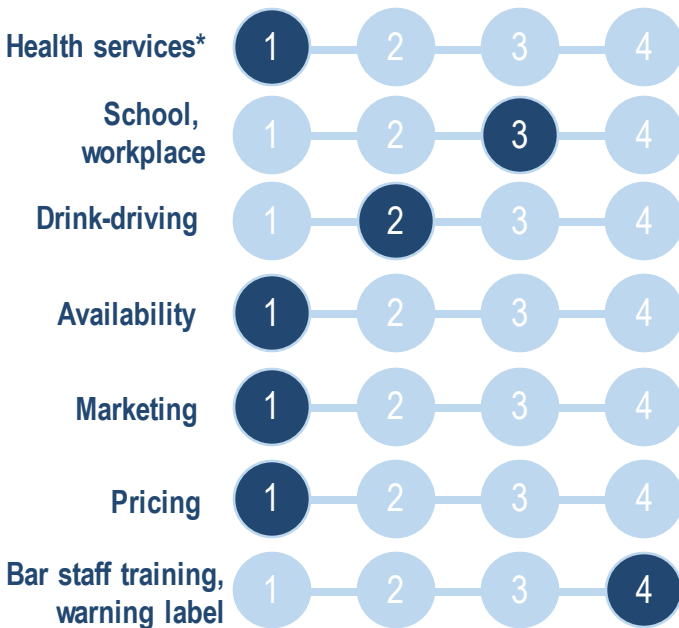 Health services* 1 2 3 4
School,
workplace 1 2 3 4
Drink-driving 1 2 3 4
Availability 1 2 3 4
Marketing 1 2 3 4
Pricing 1 2 3 4
Bar staff training,
warning label 1 2 3 4